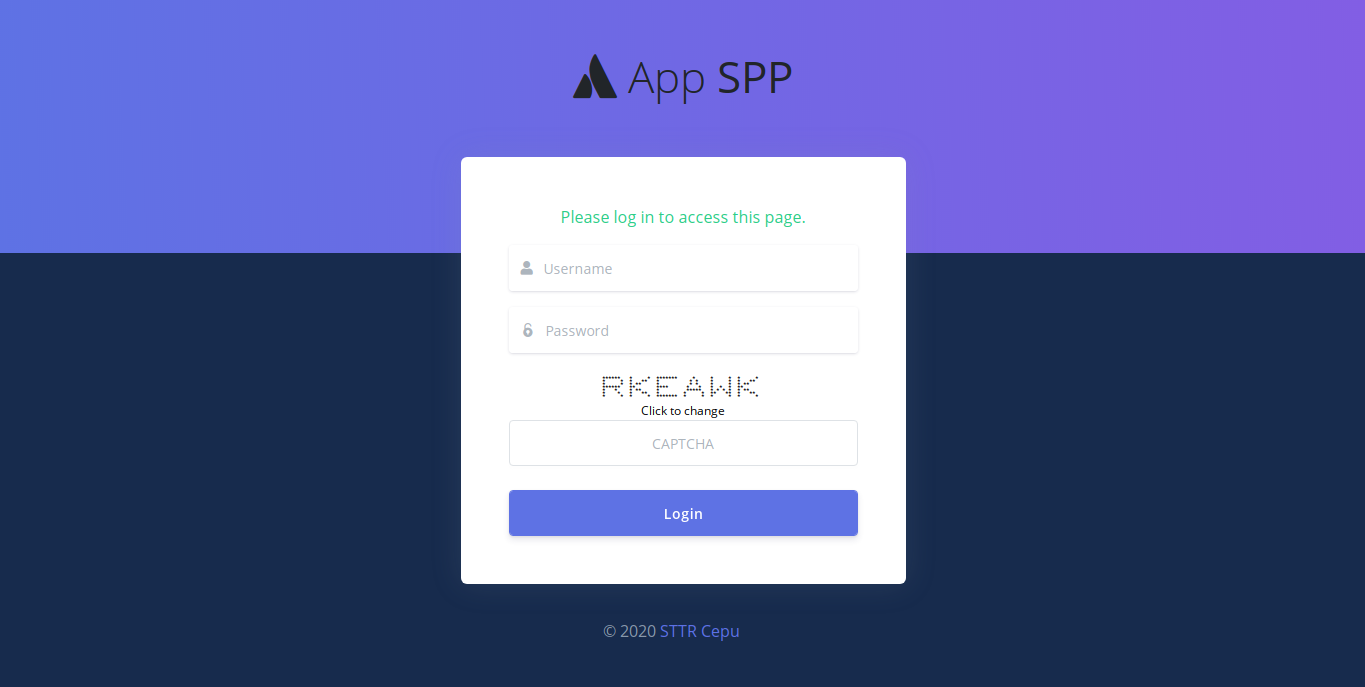 App SPP
Please log in to access this page.
Username
Password
RKEAWK
Click to change
CAPTCHA
Login
© 2020 STTR Cepu